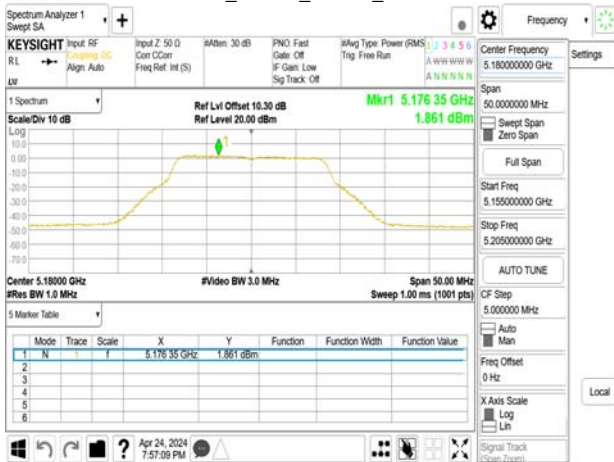 Spectrum Analyzer 1
Swept SA
Frequency
KEYSIGHT Input: RF Input Z: 50 Ω #Atten: 30 dB PNO: Fast #Avg Type: Power (RMS 1 2 3 4 5 6
RL Coupling: DC Corr CCorr Gate: Off Trig: Free Run A W W W W W
Align: Auto Freq Ref: Int (S) IF Gain: Low
Sig Track: Off A N N N N N
1 Spectrum
Scale/Div 10 dB Ref Lvl Offset 10.30 dB Mkr1 5.176 35 GHz
Ref Level 20.00 dBm 1.861 dBm
Log
10.0
0.00
-10.0
-20.0
-30.0
-40.0
-50.0
-60.0
-70.0
1
Center 5.18000 GHz #Video BW 3.0 MHz Span 50.00 MHz
#Res BW 1.0 MHz Sweep 1.00 ms (1001 pts)
5 Marker Table
Mode Trace Scale X Y Function Function Width Function Value
1 N 1 f 5.176 35 GHz 1.861 dBm
2
3
4
5
6
Apr 24, 2024
7:57:09 PM
?
Center Frequency
5.180000000 GHz
Settings
Span
50.0000000 MHz
Swept Span
Zero Span
Full Span
Start Freq
5.155000000 GHz
Stop Freq
5.205000000 GHz
AUTO TUNE
CF Step
5.000000 MHz
Auto
Man
Freq Offset
0 Hz
X Axis Scale
Log
Lin
Local
Signal Track
(Span Zoom)